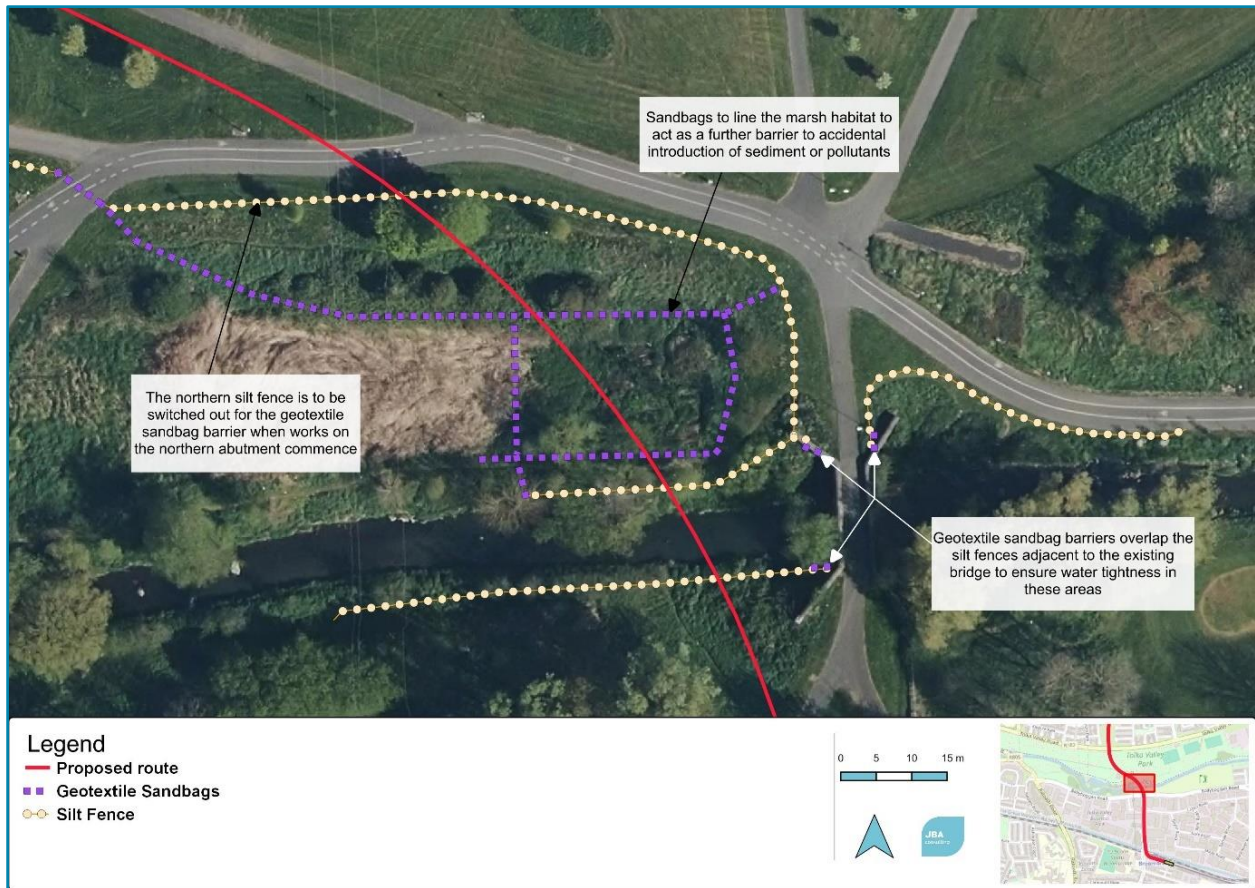 Sandbags to line the marsh habitat to
act as a further barrier to accidental
introduction of sediment or pollutants
The northern silt fence is to be
switched out for the geotextile
sandbag barrier when works on
the northern abutment commence
Geotextile sandbag barriers overlap the
silt fences adjacent to the existing
bridge to ensure water tightness in
these areas
Legend
Proposed route
Geotextile Sandbags
Silt Fence
0 5 10 15 m
JBA
consulting
Tolka Valley
Park